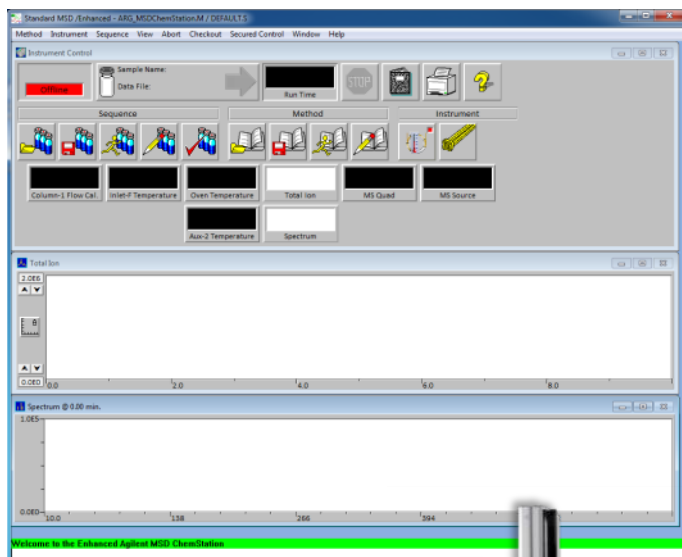 Standard MSD /Enhanced - ARG_MSDChemStation.M / DEFAULT.S
Method Instrument Sequence View Abort Checkout Secured Control Window Help
Instrument Control
Offline
Sample Name:
Data File:
Run Time
STOP
Sequence Method Instrument
Column-1 Flow Cal. Inlet-F Temperature Oven Temperature Total Ion MS Quad MS Source
Aux-2 Temperature Spectrum
Total Ion
2.0E6
0
0.0E0
0.0 2.0 4.0 6.0 8.0
Spectrum @ 0.00 min.
1.0E5
0.0E0
10.0 138 266 394
Welcome to the Enhanced Agilent MSD ChemStation